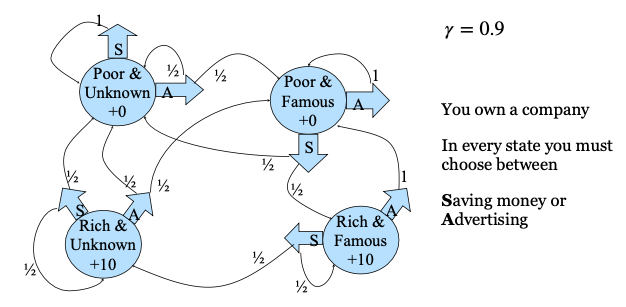 1
S
½
½
Poor &
Unknown
+0
A
Poor &
Famous
+0
A
1
S
½
½
½
½
½
S
A
Rich &
Unknown
+10
½
½
S
Rich &
Famous
+10
A
1
½
γ = 0.9
You own a company
In every state you must
choose between
Saving money or
Advertising